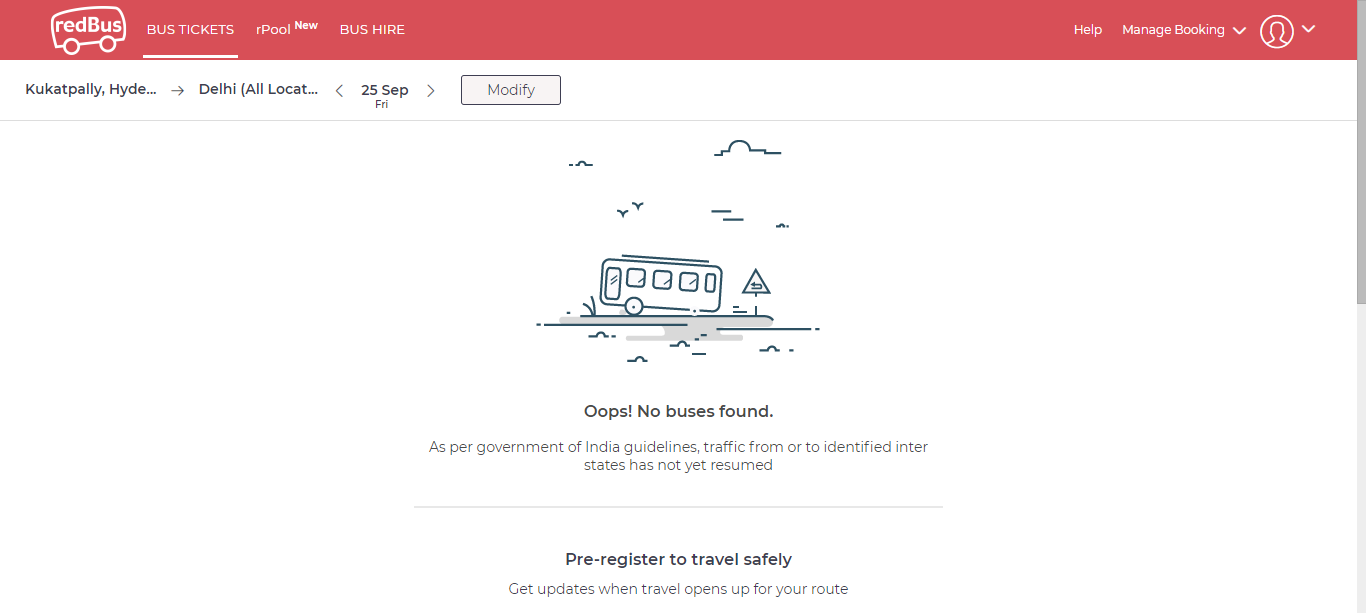 redBus BUS TICKETS rPool New BUS HIRE Help Manage Booking
Kukatpally, Hyde... → Delhi (All Locat... < 25 Sep > Modify
Fri
Oops! No buses found.
As per government of India guidelines, traffic from or to identified inter
states has not yet resumed
Pre-register to travel safely
Get updates when travel opens up for your route